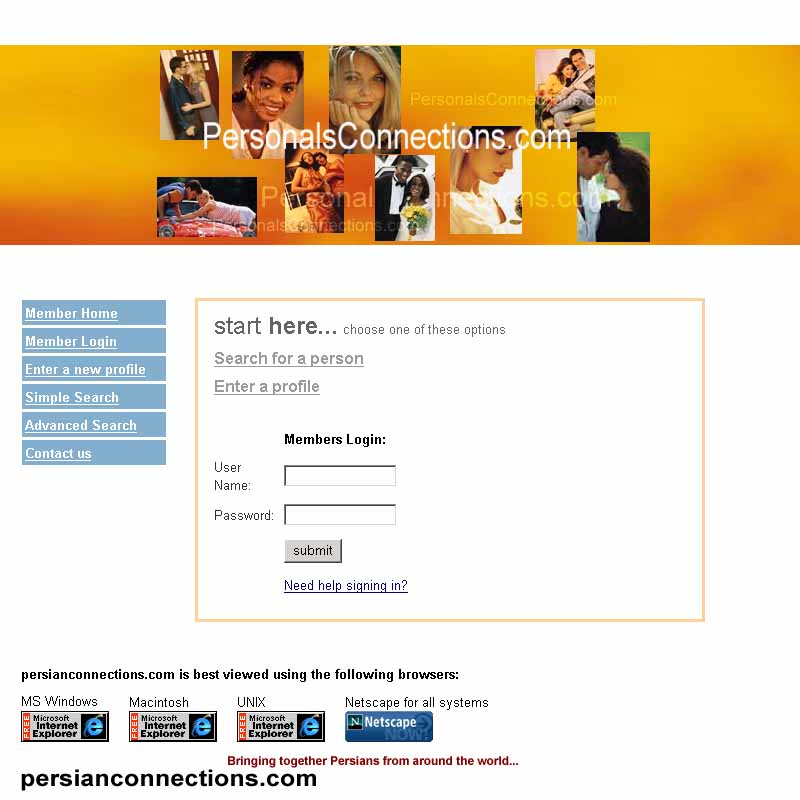 PersonalsConnections.com
PersonalsConnections.com
PersonalsConnections.com
PersonalsConnections.com
Member Home
Member Login
Enter a new profile
Simple Search
Advanced Search
Contact us
start here... choose one of these options
Search for a person
Enter a profile
Members Login:
User
Name:
Password:
submit
Need help signing in?
persianconnections.com is best viewed using the following browsers:
MS Windows Macintosh UNIX Netscape for all systems
FREE Microsoft Internet Explorer
FREE Microsoft Internet Explorer
FREE Microsoft Internet Explorer
N Netscape NOW!
Bringing together Persians from around the world...
persianconnections.com